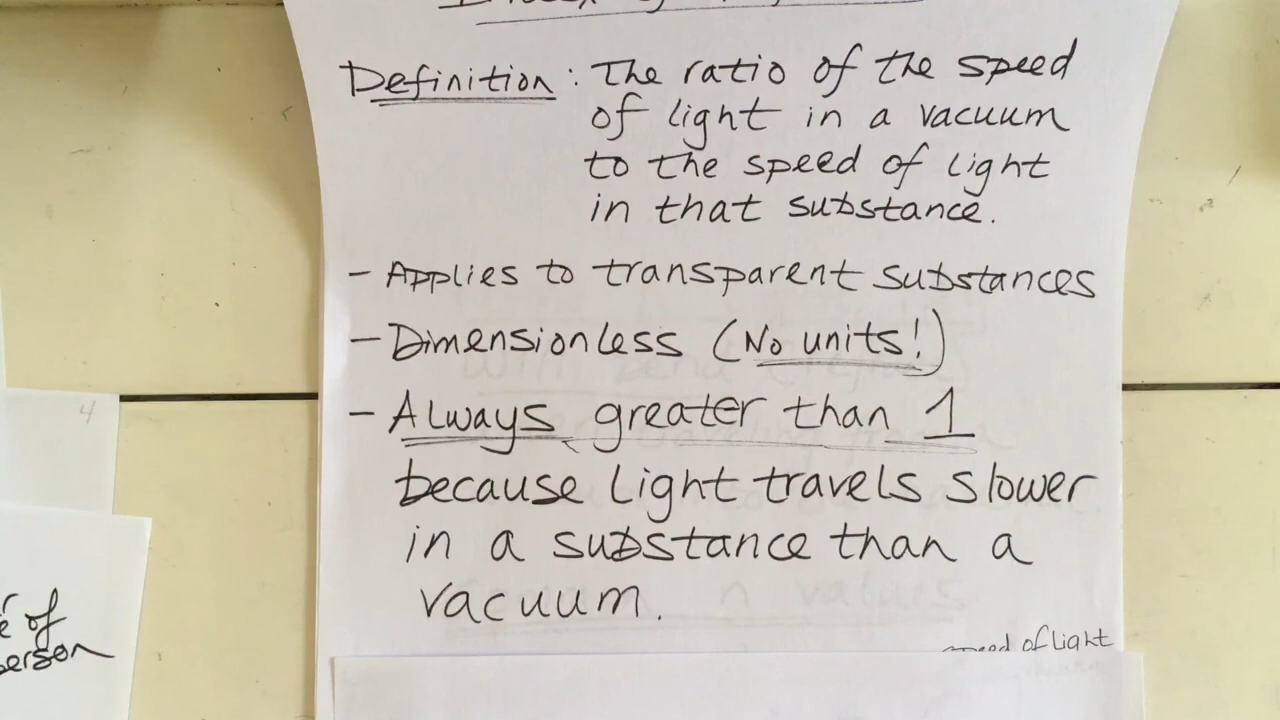 Definition: The ratio of the speed
of light in a vacuum
to the speed of light
in that substance.
- Applies to transparent substances
- Dimensionless (No units!)
- Always greater than 1
because light travels slower
in a substance than a
vacuum.
speed of light
4
of